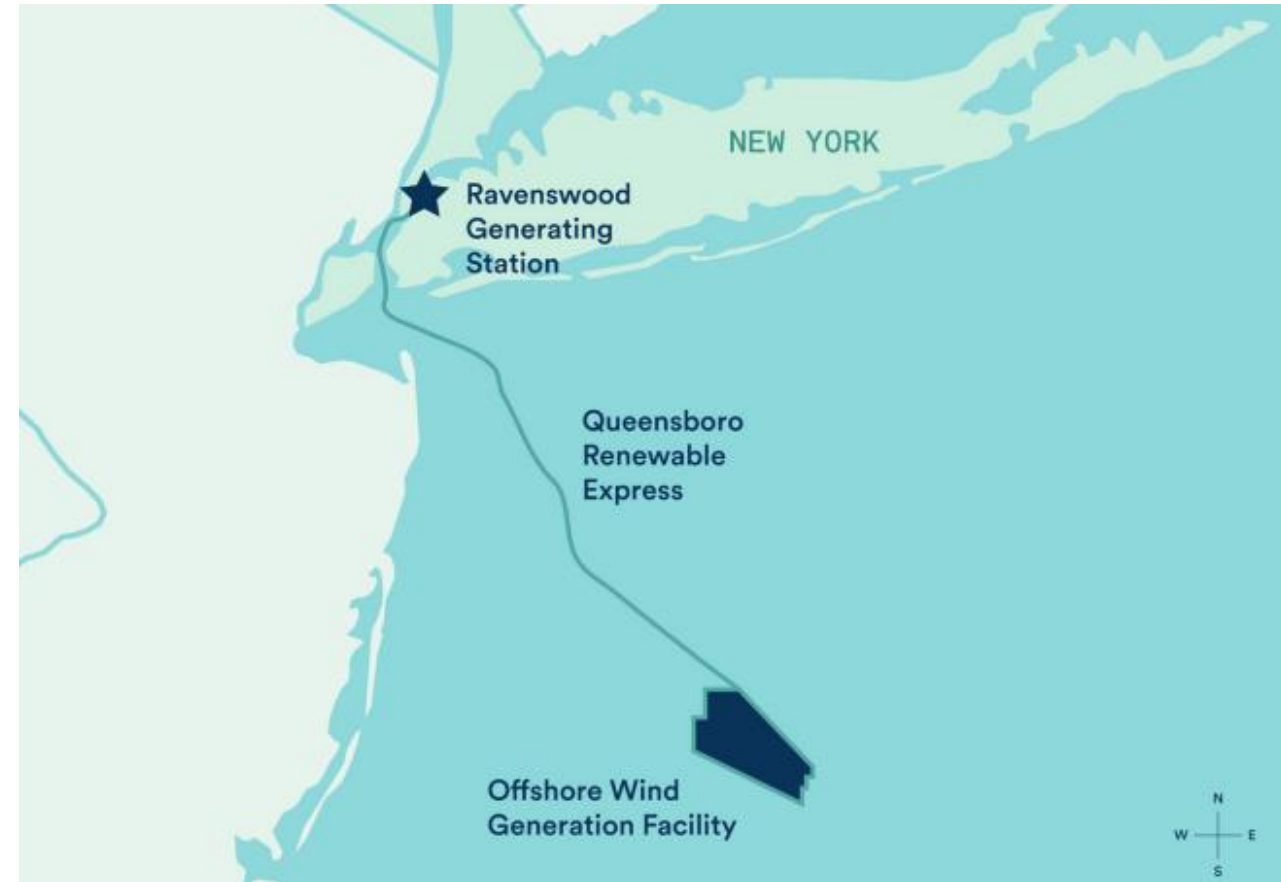 NEW YORK
Ravenswood
Generating
Station
Queensboro
Renewable
Express
Offshore Wind
Generation Facility
N
W E
S